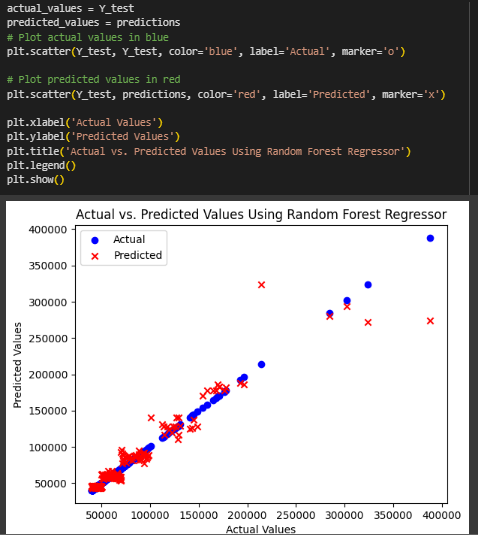 actual_values = Y_test
predicted_values = predictions
# Plot actual values in blue
plt.scatter(Y_test, Y_test, color='blue', label='Actual', marker='o')
# Plot predicted values in red
plt.scatter(Y_test, predictions, color='red', label='Predicted', marker='x')
plt.xlabel('Actual Values')
plt.ylabel('Predicted Values')
plt.title('Actual vs. Predicted Values Using Random Forest Regressor')
plt.legend()
plt.show()
Actual vs. Predicted Values Using Random Forest Regressor
Actual
Predicted
Predicted Values
400000
350000
300000
250000
200000
150000
100000
50000
50000 100000 150000 200000 250000 300000 350000 400000
Actual Values